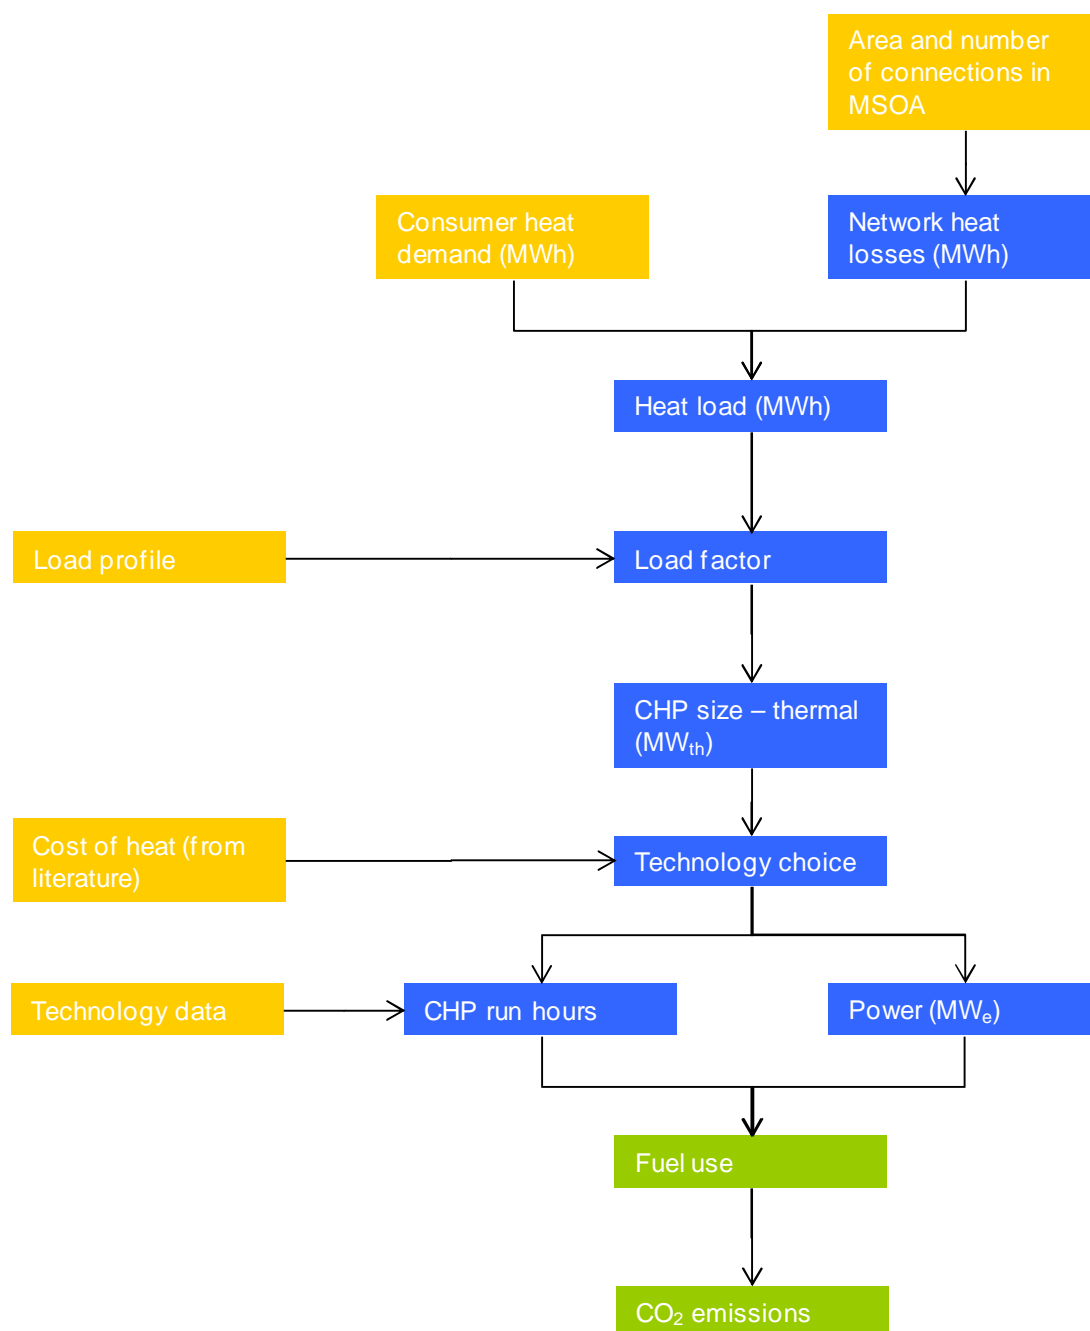 Area and number
of connections in
MSOA
Consumer heat
demand (MWh)
Network heat
losses (MWh)
Heat load (MWh)
Load profile
Load factor
CHP size – thermal
(MWth)
Cost of heat (from
literature)
Technology choice
Technology data
CHP run hours
Power (MWe)
Fuel use
CO2 emissions